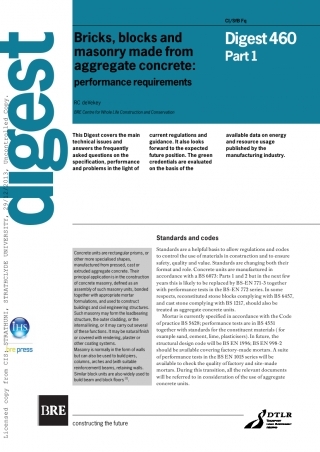 CI/SfB Fq
Bricks, blocks and
masonry made from
aggregate concrete:
performance requirements
Digest 460
Part 1
RC deVekey
BRE Centre for Whole Life Construction and Conservation
digest
This Digest covers the main
technical issues and
answers the frequently
asked questions on the
specification, performance
and problems in the light of
current regulations and
guidance. It also looks
forward to the expected
future position. The green
credentials are evaluated
on the basis of the
available data on energy
and resource usage
published by the
manufacturing industry.
Concrete units are rectangular prisms, or
other more specialised shapes,
manufactured from pressed, cast or
extruded aggregate concrete. Their
principal application is in the construction
of concrete masonry, defined as an
assembly of such masonry units, bonded
together with appropriate mortar
formulation, and used to construct
buildings and civil engineering structures.
Such masonry may form the loadbearing
structure, the outer cladding, or the
internal lining, or it may carry out several
of these functions. It may be natural finish
or covered with rendering, plaster or
other coating systems.
Masonry is normally in the form of walls
but can also be used to build piers,
columns, arches and (with suitable
reinforcement) beams, retaining walls.
Similar block units are also widely used to
build beam and block floors
Standards and codes
Standards are a helpful basis to allow regulations and codes
to control the use of materials in construction and to ensure
safety, quality and value. Standards are changing both their
format and role. Concrete units are manufactured in
accordance with BS 6073: Parts 1 and 2 but in the next few
years this is likely to be replaced by BS EN 771-3 together
with performance tests in the BS EN 772 series. In some
respects, reconstituted stone blocks complying with BS 6457,
and cast stone complying with BS 1217, should also be
treated as aggregate concrete units.
Mortar is currently specified in accordance with the Code
of practice BS 5628; performance tests are in BS 4551
together with standards for the constituent materials ( for
example sand, cement, lime, plasticisers). In future, the
structural design code will be BS EN 1996; BS EN 998-2
should be available covering factory-made mortar. A suite
of performance tests in the BS EN 1015 series will be
available to check the quality of factory and site-made
mortars. During this transition, all the relevant documents
will be referred to in consideration of the use of aggregate
concrete units.
IHS
press
BRE
constructing the future
DTLR
Licensed copy from CIS: STRATHUNI, STRATHCLYDE UNIVERSITY, 29/11/2013, Uncontrolled Copy.